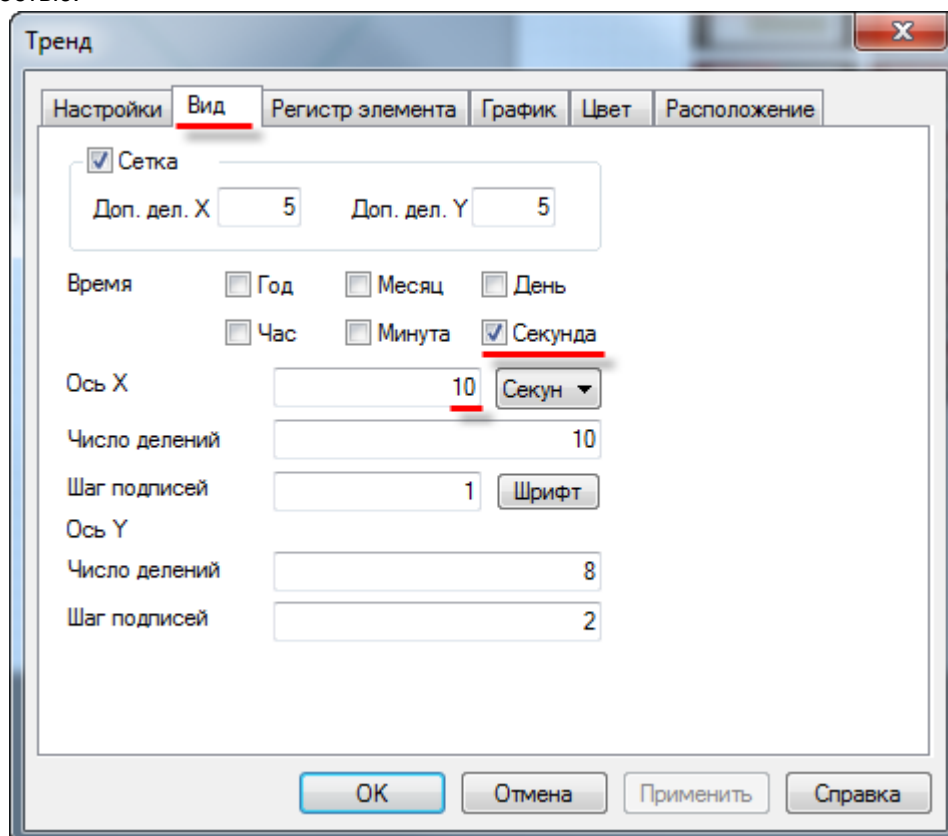 Тренд
Настройки Вид Регистр элемента График Цвет Расположение
Сетка
Доп. дел. X 5 Доп. дел. Y 5
Время Год Месяц День
Час Минута Секунда
Ось X 10 Секун
Число делений 10
Шаг подписей 1 Шрифт
Ось Y
Число делений 8
Шаг подписей 2
OK Отмена Применить Справка